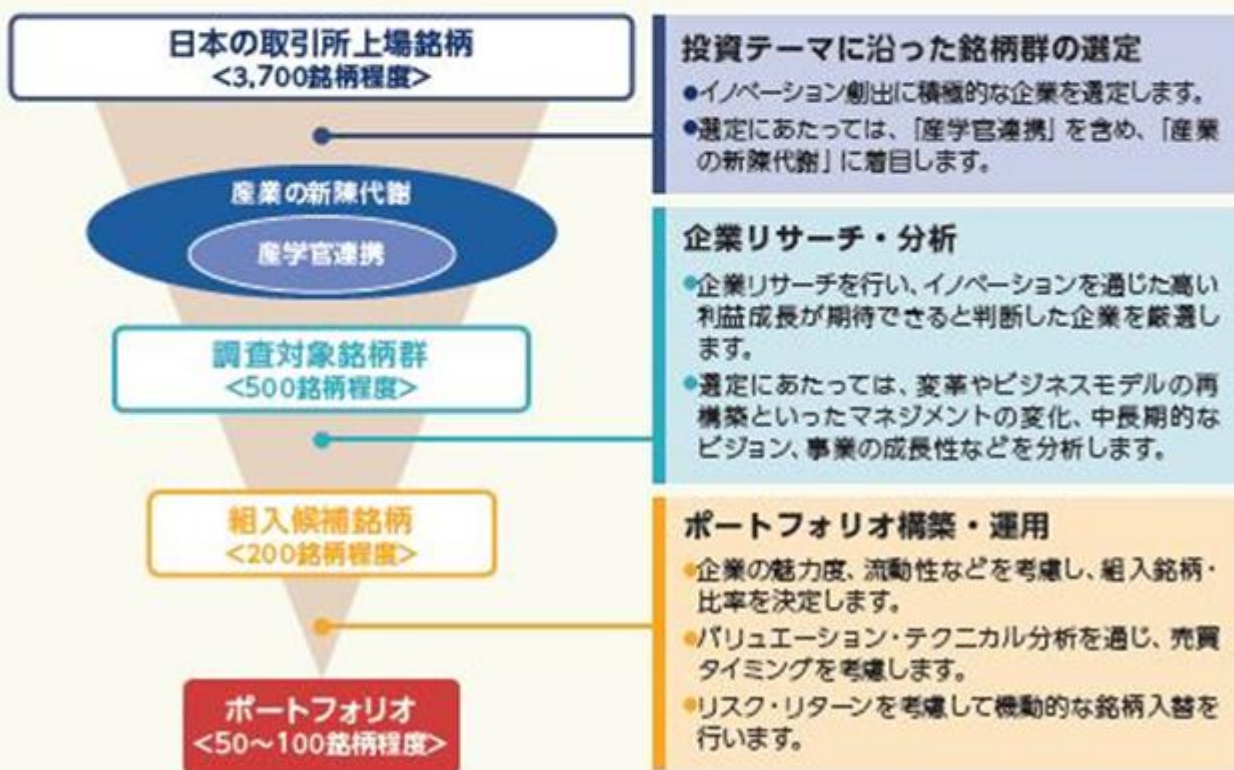 日本の取引所上場銘柄
<3,700銘柄程度>
産業の新陳代謝
産学官連携
調査対象銘柄群
<500銘柄程度>
組入候補銘柄
<200銘柄程度>
ポートフォリオ
<50～100銘柄程度>
投資テーマに沿った銘柄群の選定
●イノベーション創出に積極的な企業を選定します。
●選定にあたっては、「産学官連携」を含め、「産業
の新陳代謝」に着目します。
企業リサーチ・分析
●企業リサーチを行い、イノベーションを通じた高い
利益成長が期待できると判断した企業を厳選し
ます。
●選定にあたっては、変革やビジネスモデルの再
構築といったマネジメントの変化、中長期的な
ビジョン、事業の成長性などを分析します。
ポートフォリオ構築・運用
●企業の魅力度、流動性などを考慮し、組入銘柄・
比率を決定します。
●バリュエーション・テクニカル分析を通じ、売買
タイミングを考慮します。
●リスク・リターンを考慮して機動的な銘柄入替を
行います。